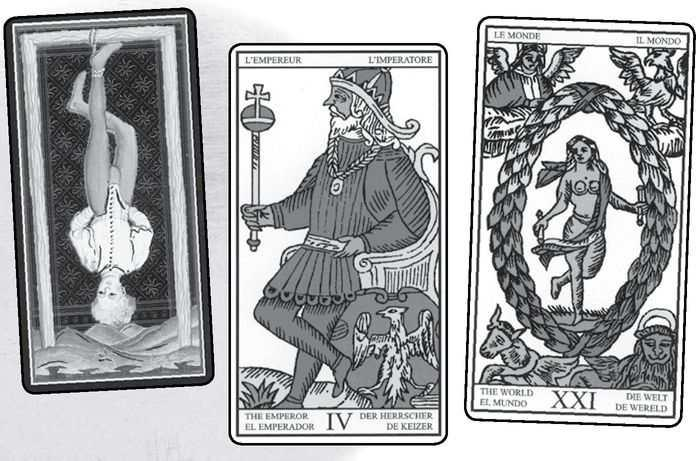 L'EMPEREUR L'IMPERATORE
THE EMPEROR IV DER HERRSCHER
EL EMPERADOR DE KEIZER
LE MONDE IL MONDO
THE WORLD XXI DIE WELT
EL MUNDO DE WERELD